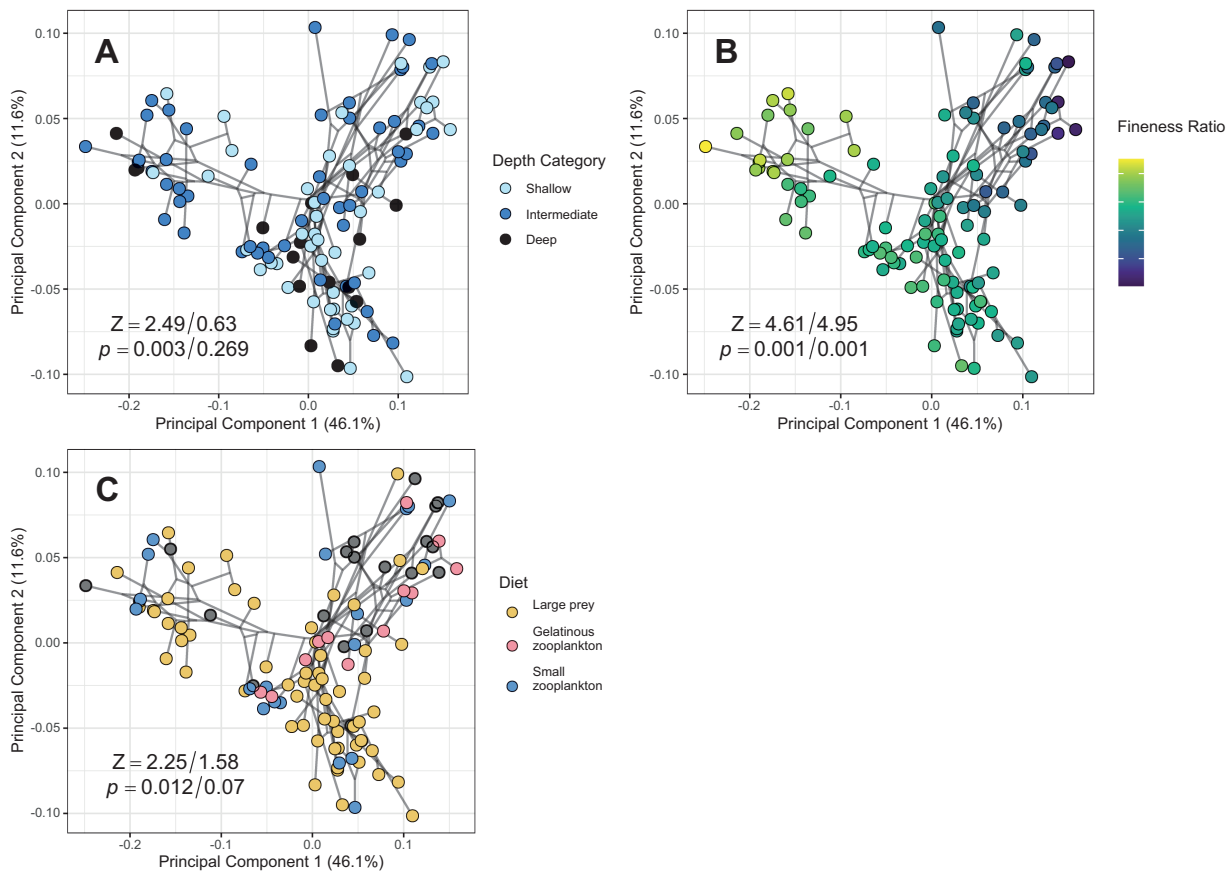 A
0.10
0.05
0.00
-0.05
-0.10
Principal Component 2 (11.6%)
Z = 2.49/0.63
p = 0.003/0.269
-0.2
-0.1
0.0
0.1
Principal Component 1 (46.1%)
Depth Category
Shallow
Intermediate
Deep
B
0.10
0.05
0.00
-0.05
-0.10
Principal Component 2 (11.6%)
Z = 4.61/4.95
p = 0.001/0.001
-0.2
-0.1
0.0
0.1
Principal Component 1 (46.1%)
Fineness Ratio
C
0.10
0.05
0.00
-0.05
-0.10
Principal Component 2 (11.6%)
Z = 2.25/1.58
p = 0.012/0.07
-0.2
-0.1
0.0
0.1
Principal Component 1 (46.1%)
Diet
Large prey
Gelatinous
zooplankton
Small
zooplankton